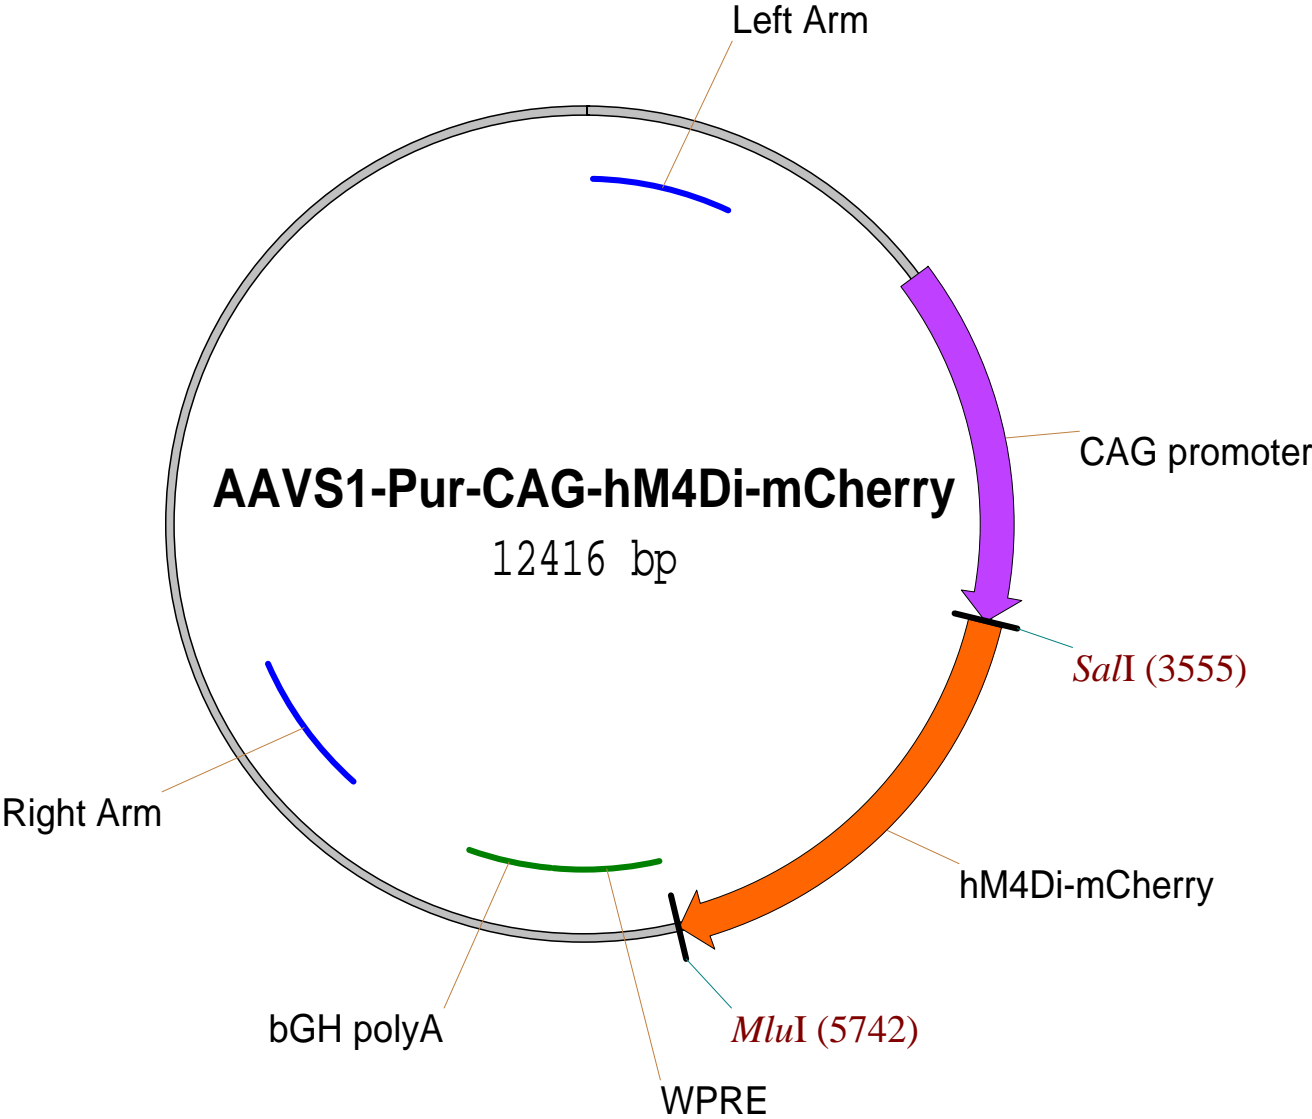 Left Arm
CAG promoter
AAVS1-Pur-CAG-hM4Di-mCherry
12416 bp
SalI (3555)
Right Arm
hM4Di-mCherry
bGH polyA
MluI (5742)
WPRE